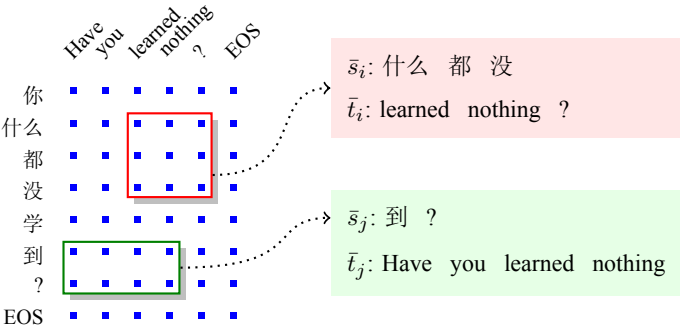 Have you learned nothing ? EOS
你
什么
都
没
学
到
?
EOS
s̄ᵢ: 什么 都 没
t̄ᵢ: learned nothing ?
s̄ⱼ: 到 ?
t̄ⱼ: Have you learned nothing